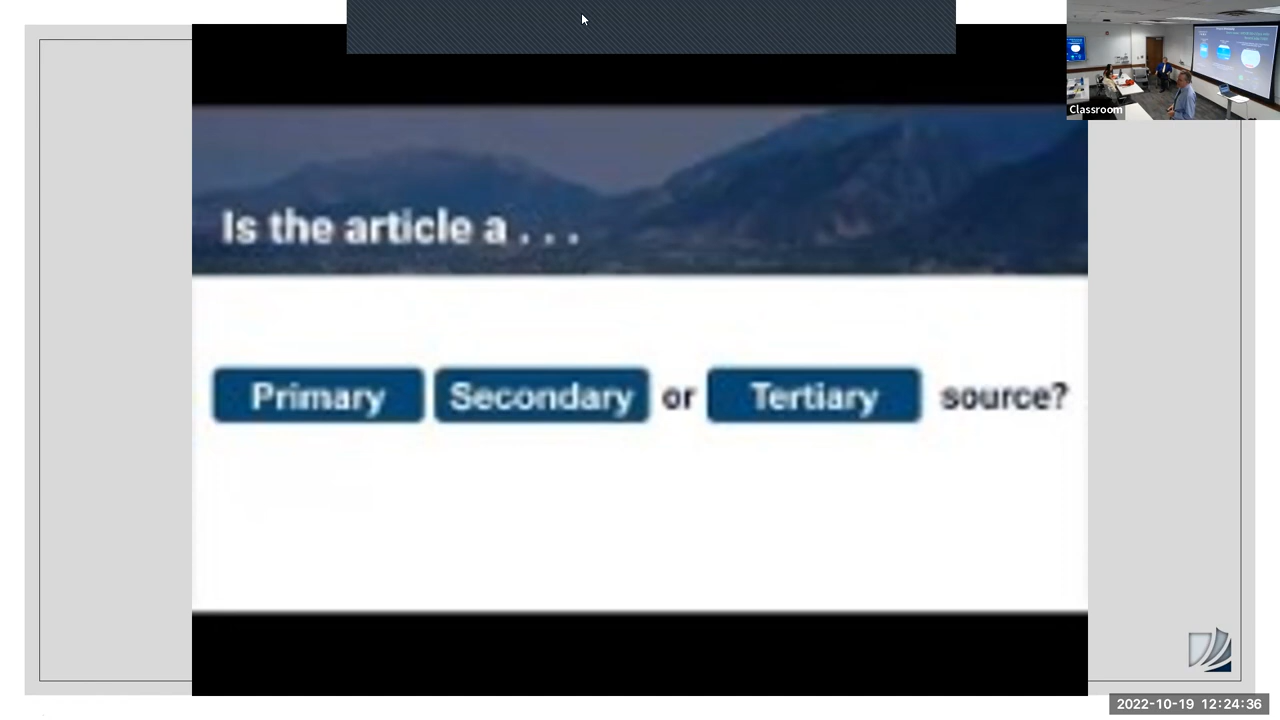 Classroom
Is the article a . . .
Primary Secondary or Tertiary source?
2022-10-19 12:24:36